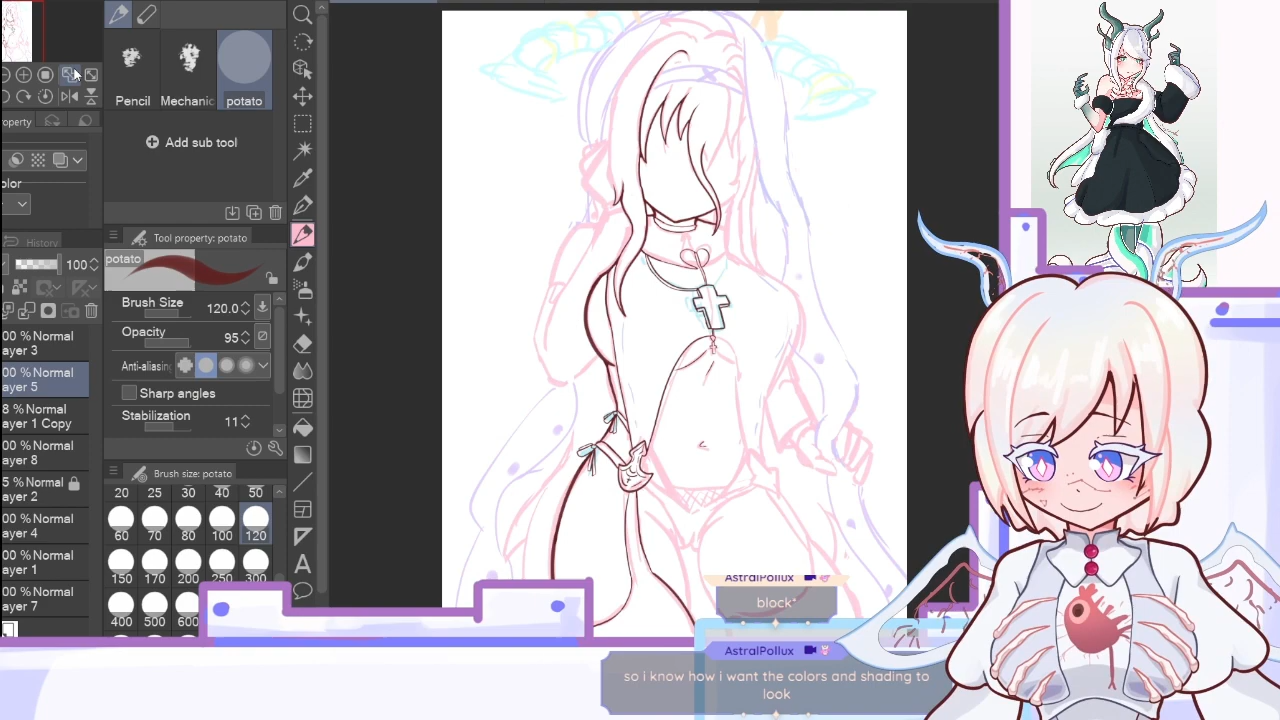 Pencil
Mechanic
potato
Add sub tool
roperty
olor
History
Tool property: potato
potato
100
Brush Size 120.0
Opacity 95
Anti-aliasing
Sharp angles
Stabilization 11
00 %Normal
ayer 3
00 %Normal
ayer 5
8 %Normal
ayer 1 Copy
00 %Normal
ayer 8
5 %Normal
ayer 2
00 %Normal
ayer 4
00 %Normal
ayer 1
00 %Normal
ayer 7
Brush size: potato
20 25 30 40 50
60 70 80 100 120
150 170 200 250 300
400 500 600
A
AstralPollux
block*
AstralPollux
so i know how i want the colors and shading to
look